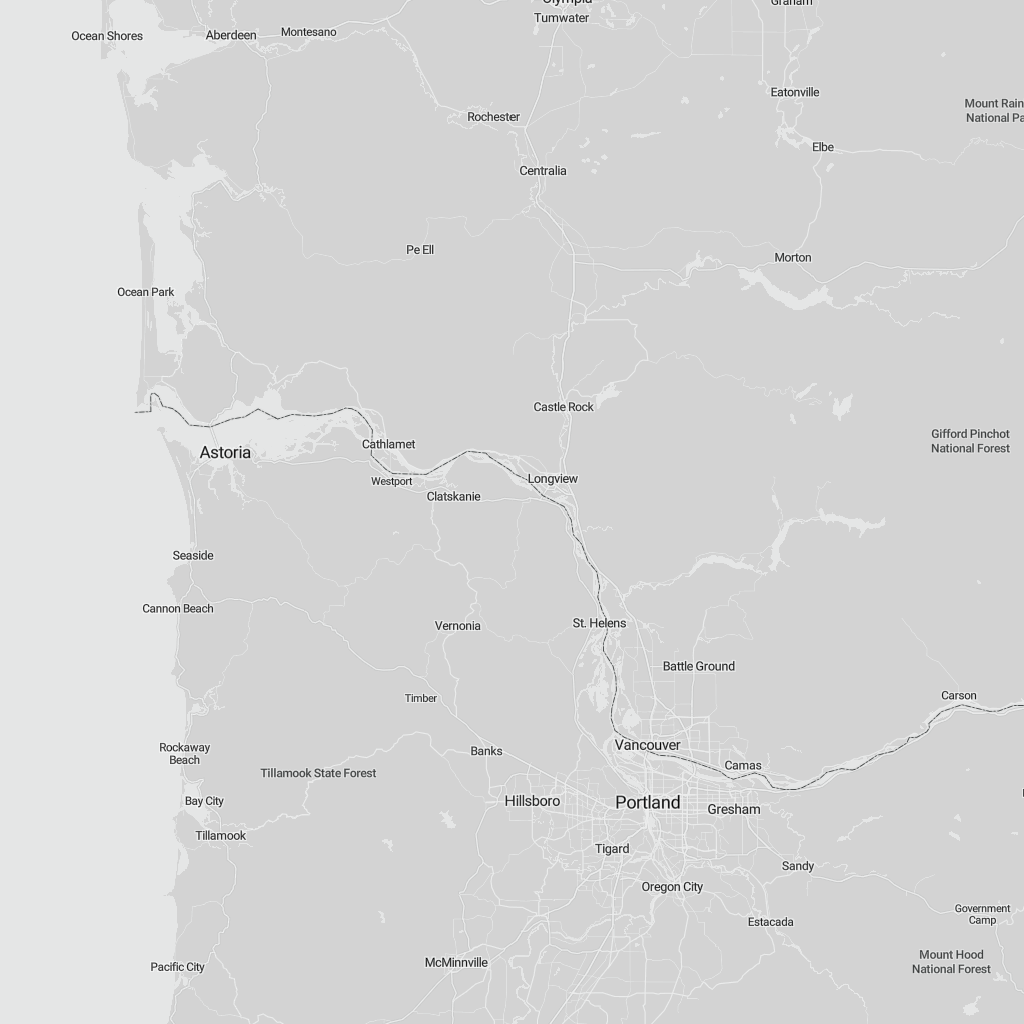 Olympia
Graham
Tumwater
Ocean Shores
Aberdeen
Montesano
Eatonville
Mount Rain
National Pa
Rochester
Elbe
Centralia
Pe Ell
Morton
Ocean Park
Castle Rock
Gifford Pinchot
National Forest
Astoria
Cathlamet
Westport
Longview
Clatskanie
Seaside
Cannon Beach
Vernonia
St. Helens
Battle Ground
Timber
Carson
Rockaway
Beach
Banks
Vancouver
Camas
Tillamook State Forest
Bay City
Hillsboro
Portland
Gresham
Tillamook
Tigard
Sandy
Oregon City
Government
Camp
Estacada
McMinnville
Mount Hood
National Forest
Pacific City